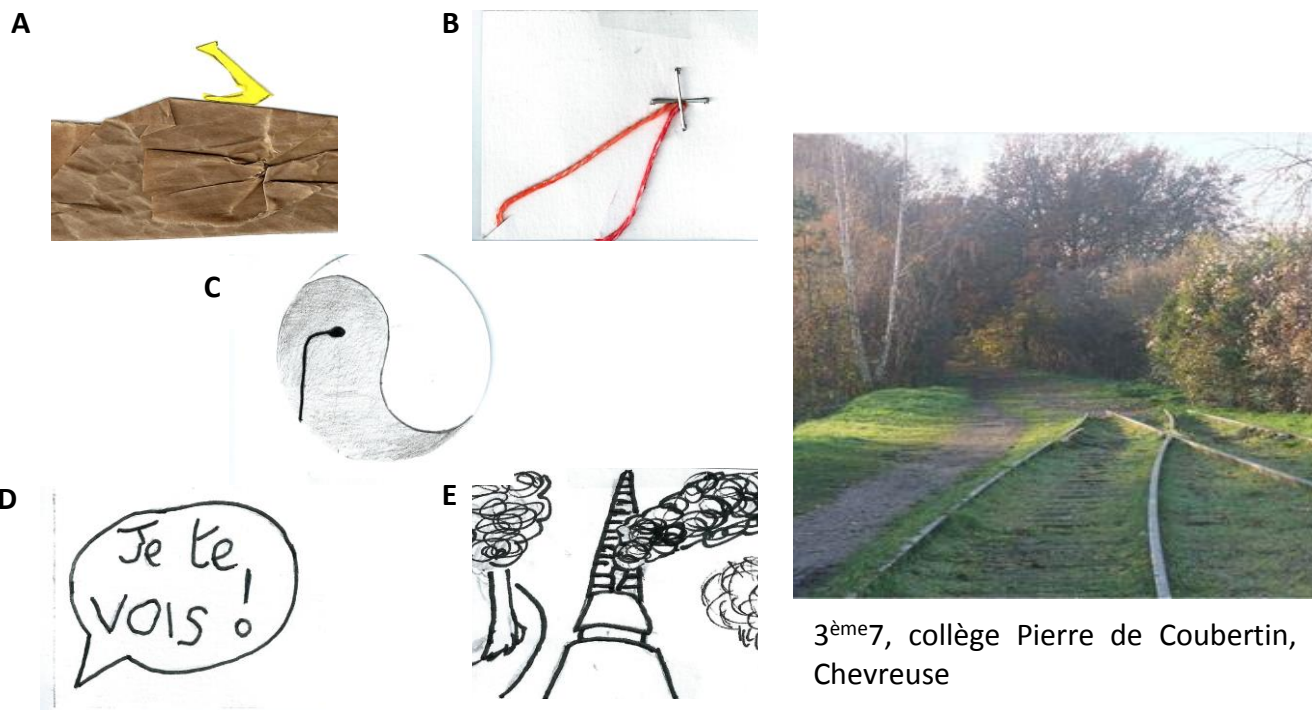 A
B
C
D
Je te
vois !
E
3ème7, collège Pierre de Coubertin,
Chevreuse